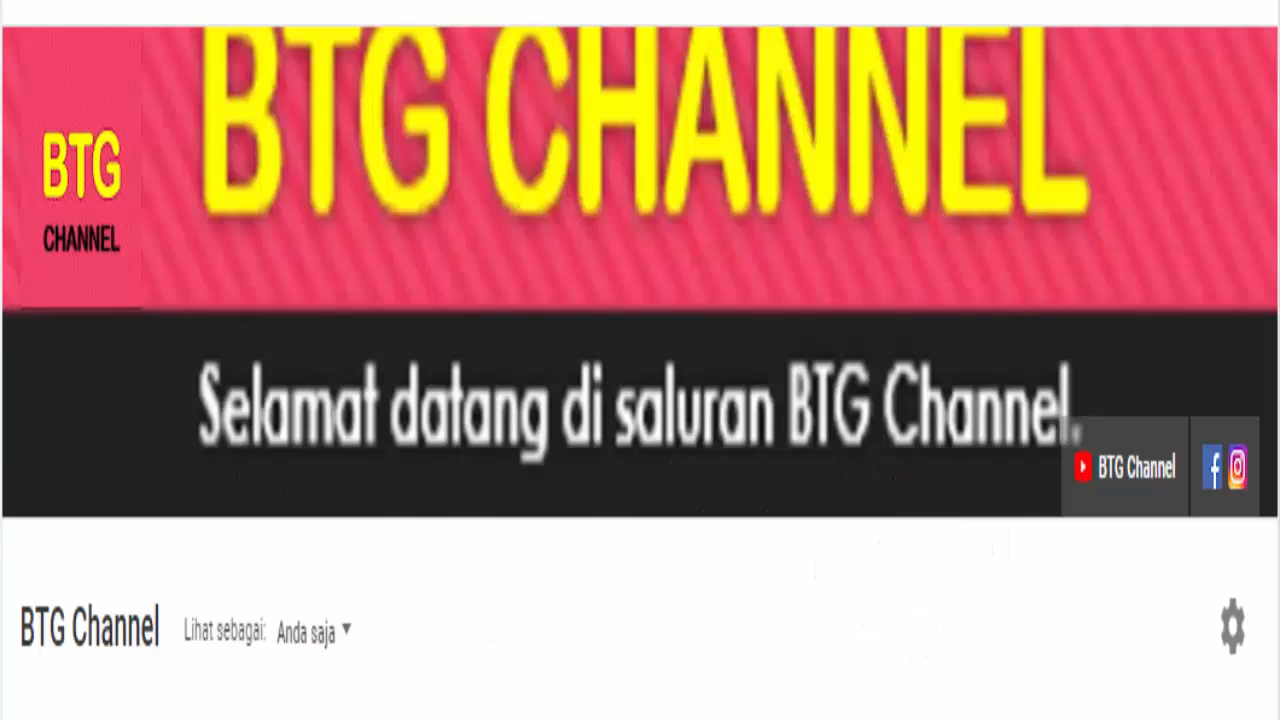 BTG CHANNEL
BTG
CHANNEL
Selamat datang di saluran BTG Channel.
BTG Channel
BTG Channel Lihat sebagai: Anda saja